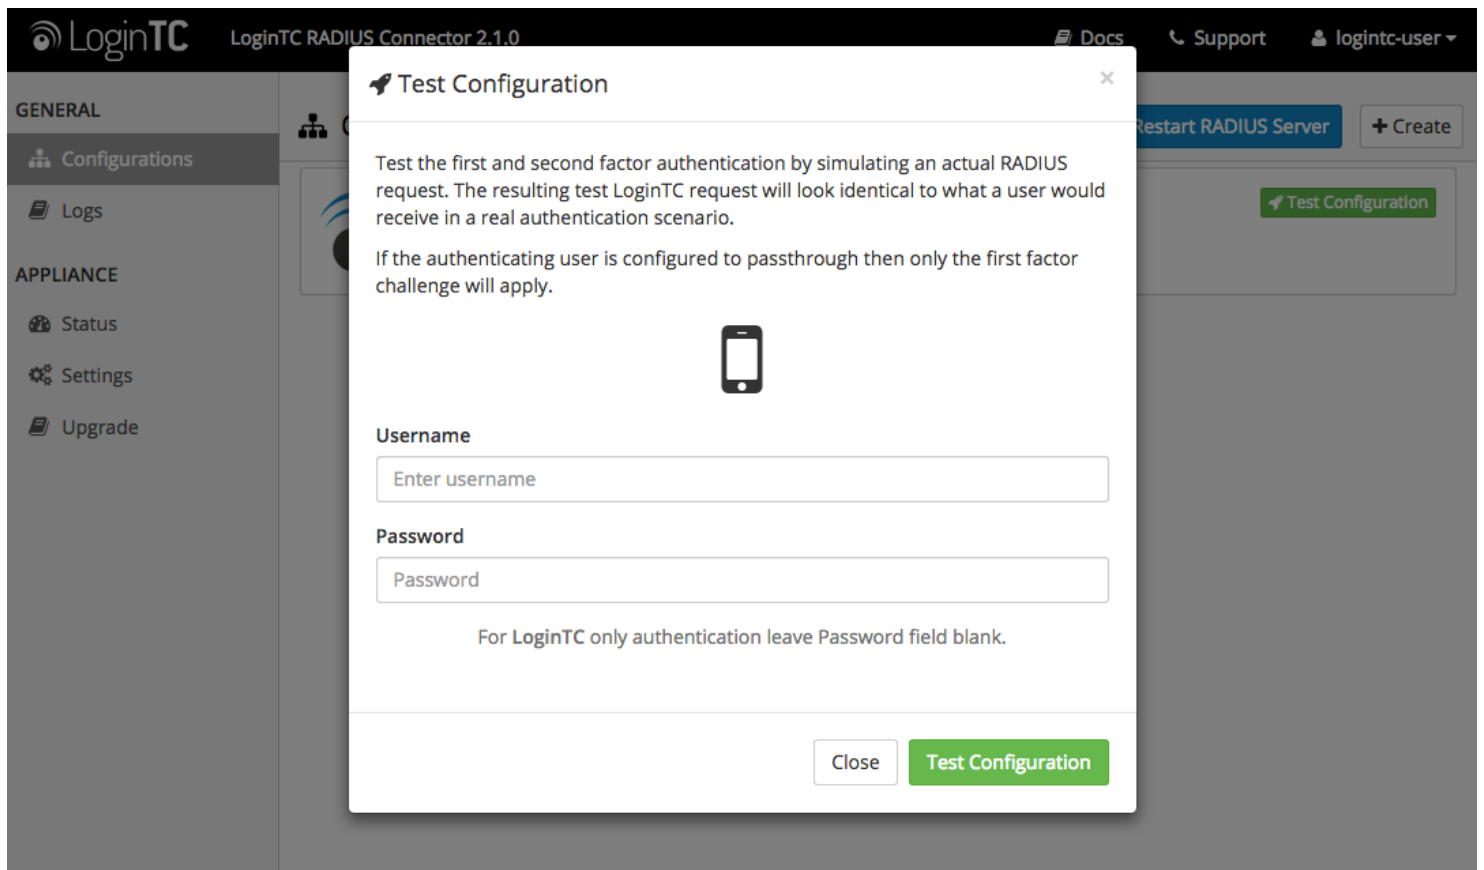 LoginTC LoginTC RADIUS Connector 2.1.0 Docs Support logintc-user
Test Configuration ×
GENERAL
Restart RADIUS Server + Create
Configurations
Test the first and second factor authentication by simulating an actual RADIUS
request. The resulting test LoginTC request will look identical to what a user would
receive in a real authentication scenario.
Logs
Test Configuration
If the authenticating user is configured to passthrough then only the first factor
challenge will apply.
APPLIANCE
Status
Settings
Upgrade
Username
Enter username
Password
Password
For LoginTC only authentication leave Password field blank.
Close Test Configuration